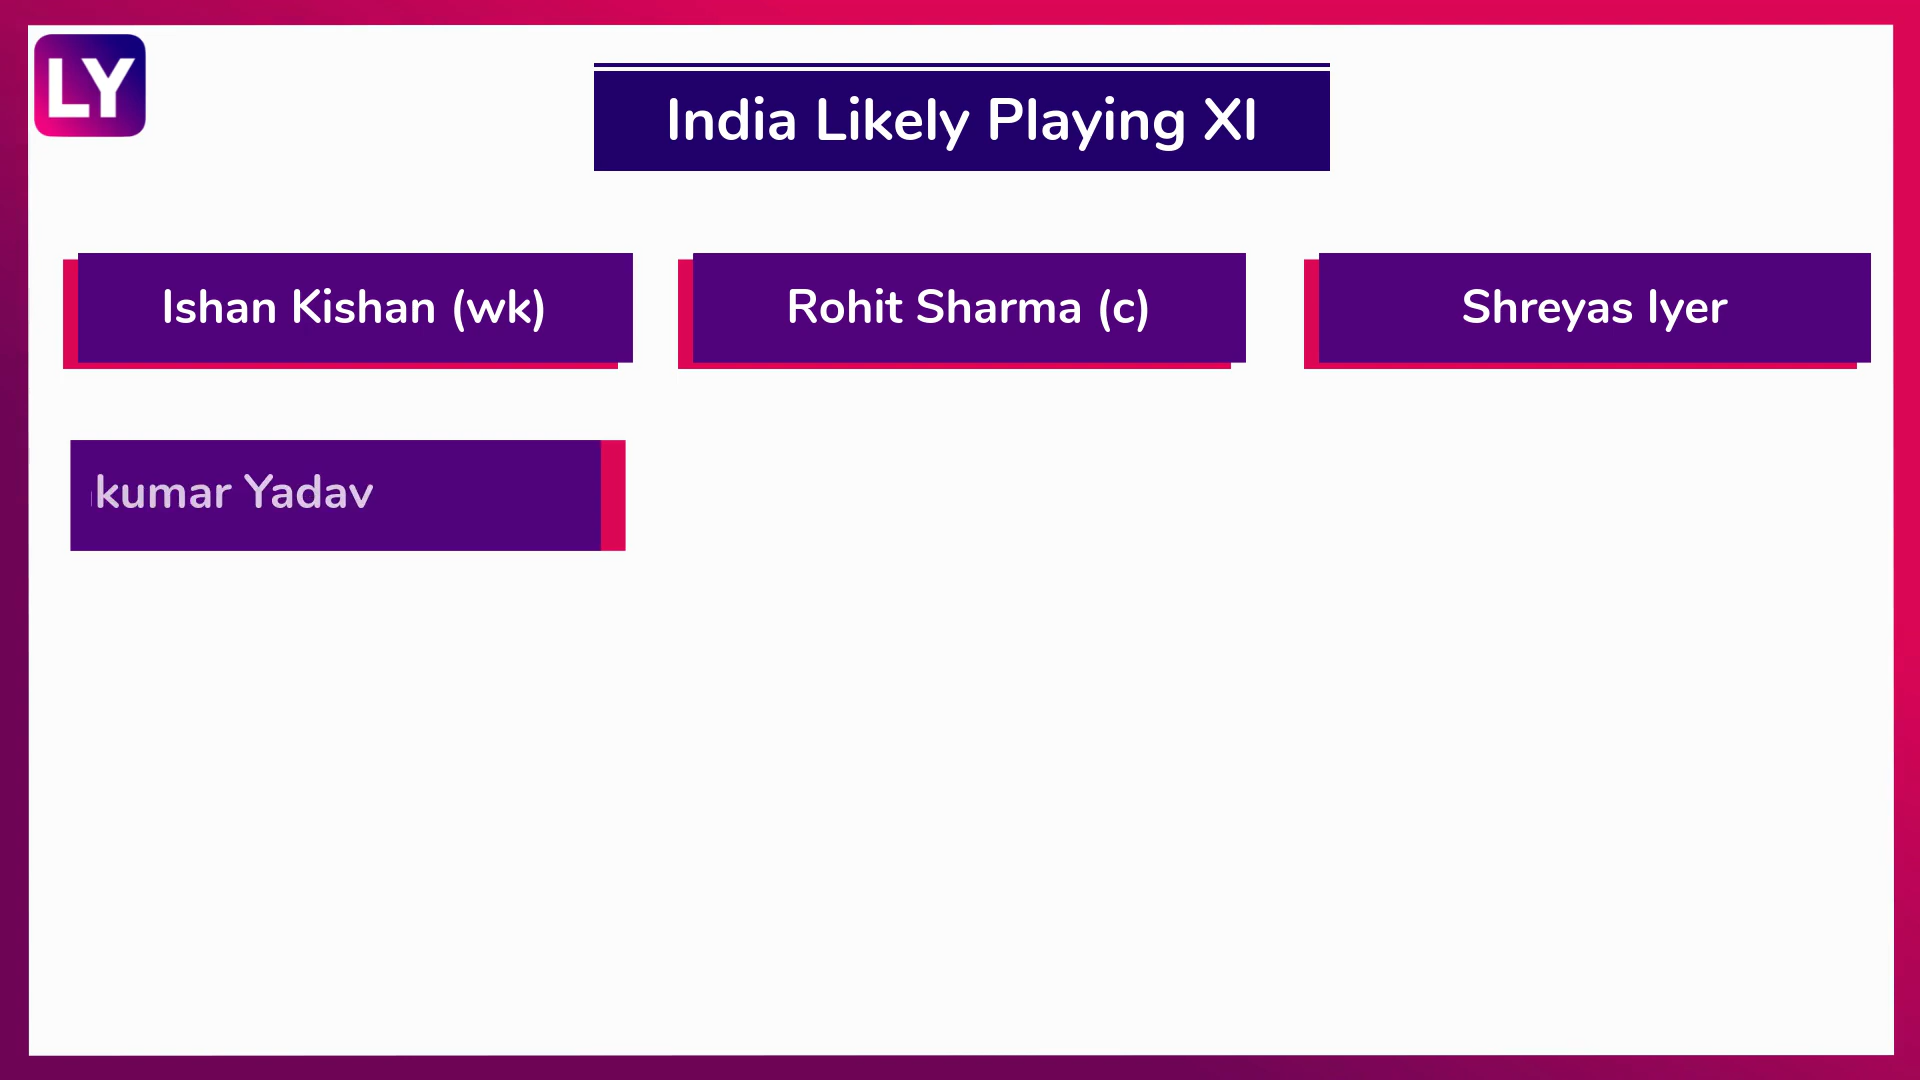 LY
India Likely Playing XI
Ishan Kishan (wk)
Rohit Sharma (c)
Shreyas Iyer
kumar Yadav